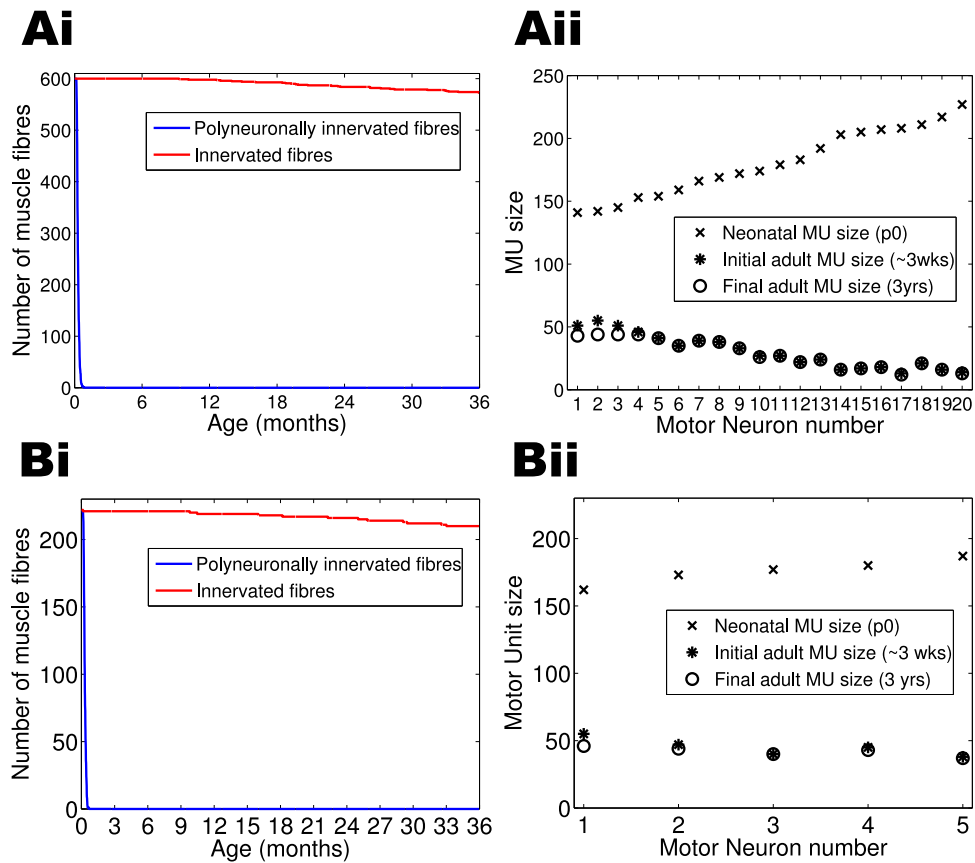 Ai
600
500
400
300
200
100
0
0 6 12 18 24 30 36
Number of muscle fibres
Age (months)
Polyneuronally innervated fibres
Innervated fibres
Aii
250
200
150
100
50
0
1 2 3 4 5 6 7 8 9 10 11 12 13 14 15 16 17 18 19 20
MU size
Motor Neuron number
Neonatal MU size (p0)
Initial adult MU size (~3wks)
Final adult MU size (3yrs)
Bi
200
150
100
50
0
0 3 6 9 12 15 18 21 24 27 30 33 36
Number of muscle fibres
Age (months)
Polyneuronally innervated fibres
Innervated fibres
Bii
200
150
100
50
0
1 2 3 4 5
Motor Unit size
Motor Neuron number
Neonatal MU size (p0)
Initial adult MU size (~3 wks)
Final adult MU size (3 yrs)